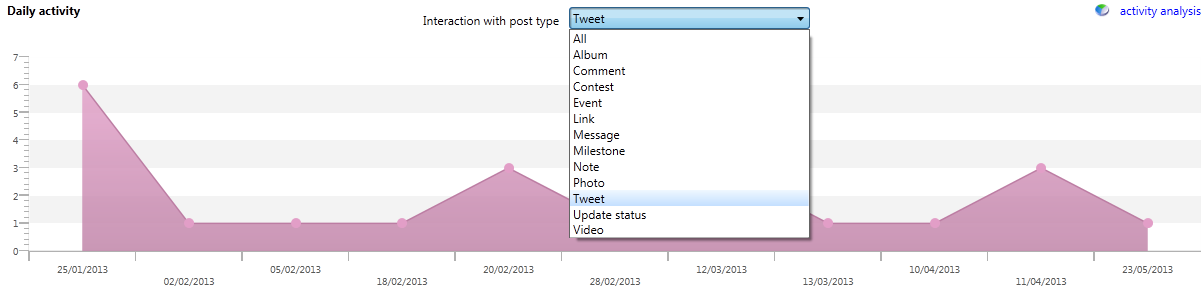 Daily activity
Interaction with post type Tweet
activity analysis
All
Album
Comment
Contest
Event
Link
Message
Milestone
Note
Photo
Tweet
Update status
Video
7
6
5
4
3
2
1
0
25/01/2013
02/02/2013
05/02/2013
18/02/2013
20/02/2013
28/02/2013
12/03/2013
13/03/2013
10/04/2013
11/04/2013
23/05/2013